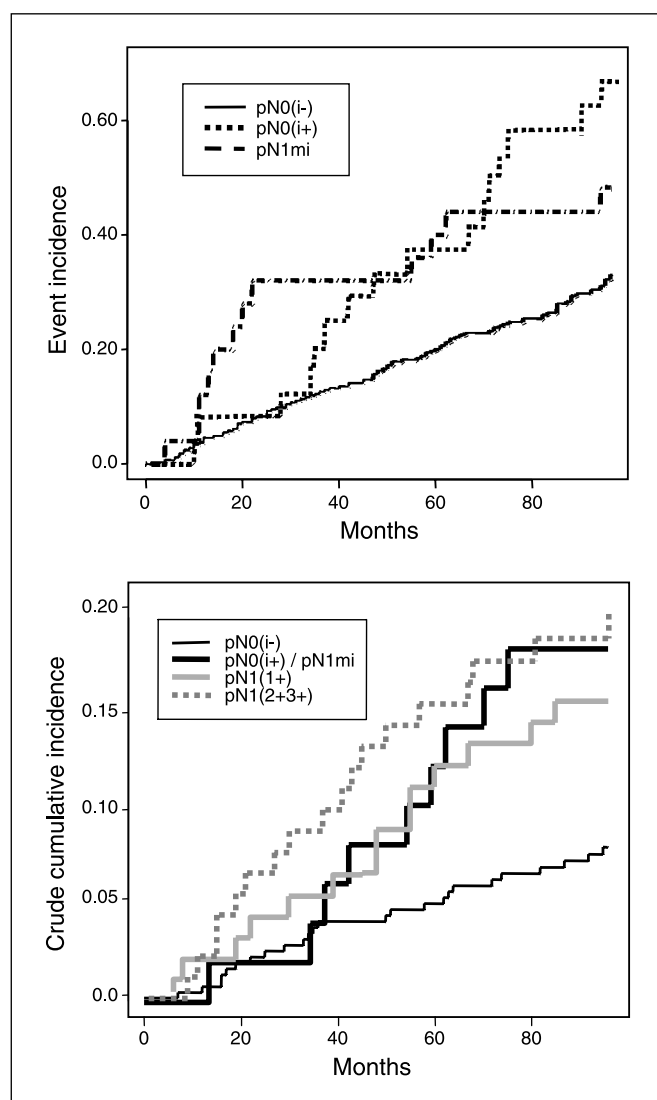 Event incidence
0.60
0.40
0.20
0.0
pN0(i-)
pN0(i+)
pN1mi
0 20 40 60 80
Months
Crude cumulative incidence
0.20
0.15
0.10
0.05
0.0
pN0(i-)
pN0(i+) / pN1mi
pN1(1+)
pN1(2+3+)
0 20 40 60 80
Months